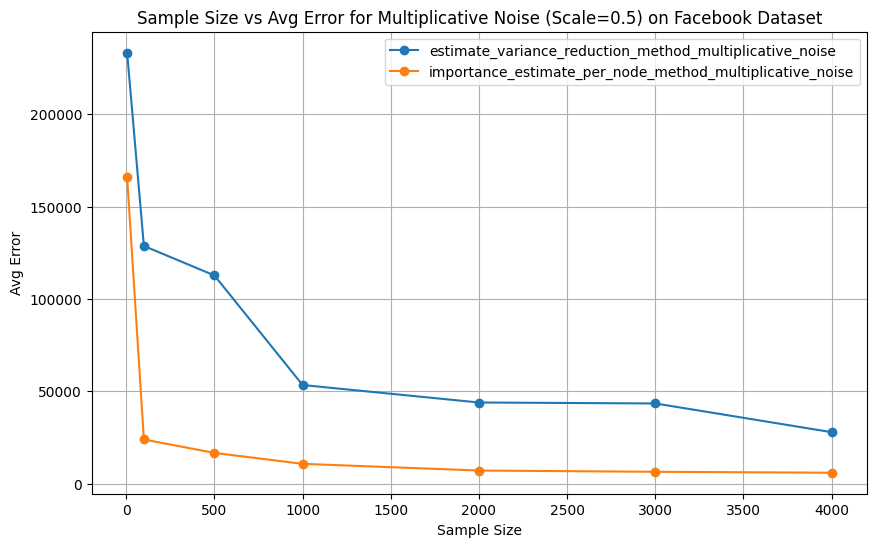 Sample Size vs Avg Error for Multiplicative Noise (Scale=0.5) on Facebook Dataset
estimate_variance_reduction_method_multiplicative_noise
importance_estimate_per_node_method_multiplicative_noise
200000
150000
100000
50000
0
Avg Error
0 500 1000 1500 2000 2500 3000 3500 4000
Sample Size